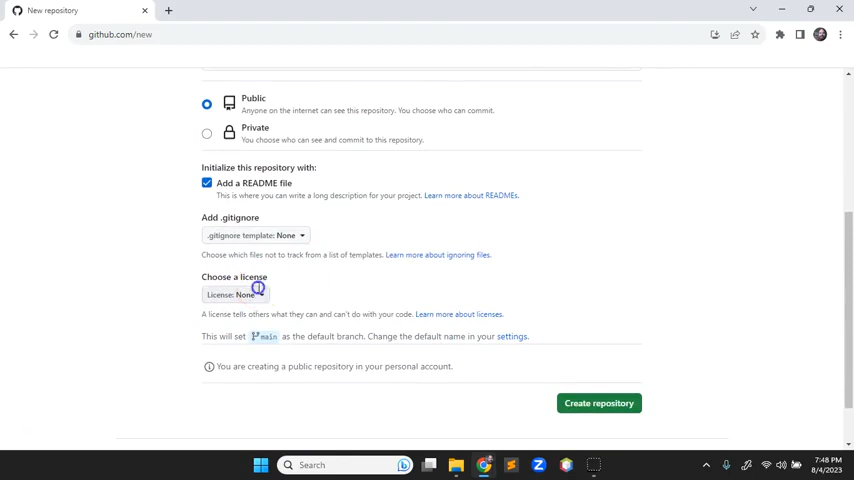 New repository
github.com/new
Public
Anyone on the internet can see this repository. You choose who can commit.
Private
You choose who can see and commit to this repository.
Initialize this repository with:
Add a README file
This is where you can write a long description for your project. Learn more about READMEs.
Add .gitignore
.gitignore template: None
Choose which files not to track from a list of templates. Learn more about ignoring files.
Choose a license
License: None
A license tells others what they can and can't do with your code. Learn more about licenses.
This will set main as the default branch. Change the default name in your settings.
You are creating a public repository in your personal account.
Create repository
Search
7:48 PM
8/4/2023